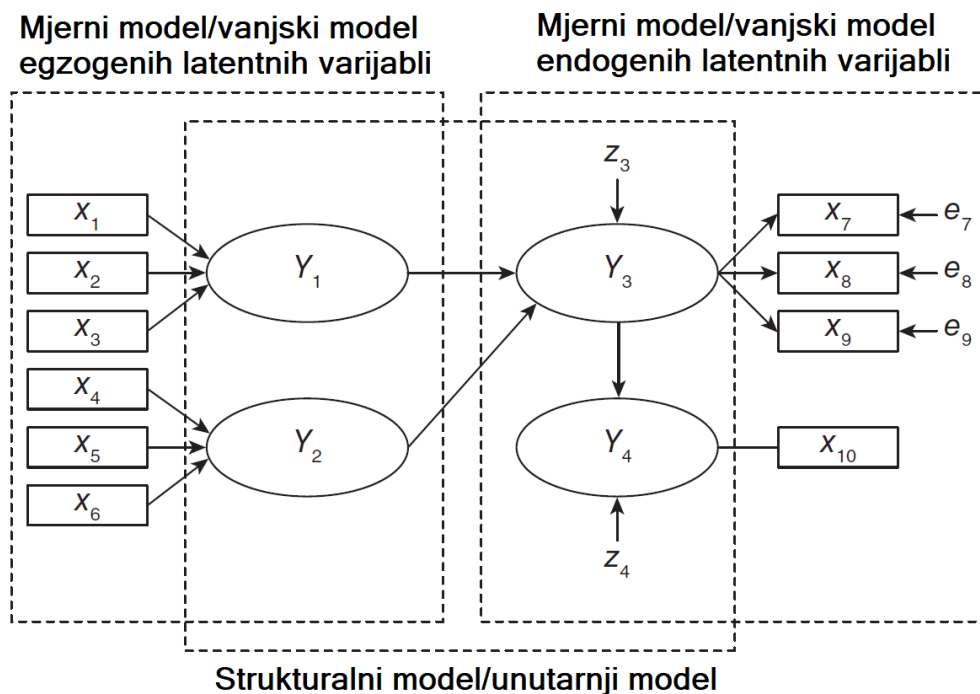 Mjerni model/vanjski model
egzogenih latentnih varijabli
Mjerni model/vanjski model
endogenih latentnih varijabli
z₃
x₁
x₂
x₃
x₄
x₅
x₆
Y₁
Y₂
Y₃
Y₄
x₇
x₈
x₉
x₁₀
e₇
e₈
e₉
z₄
Strukturalni model/unutarnji model